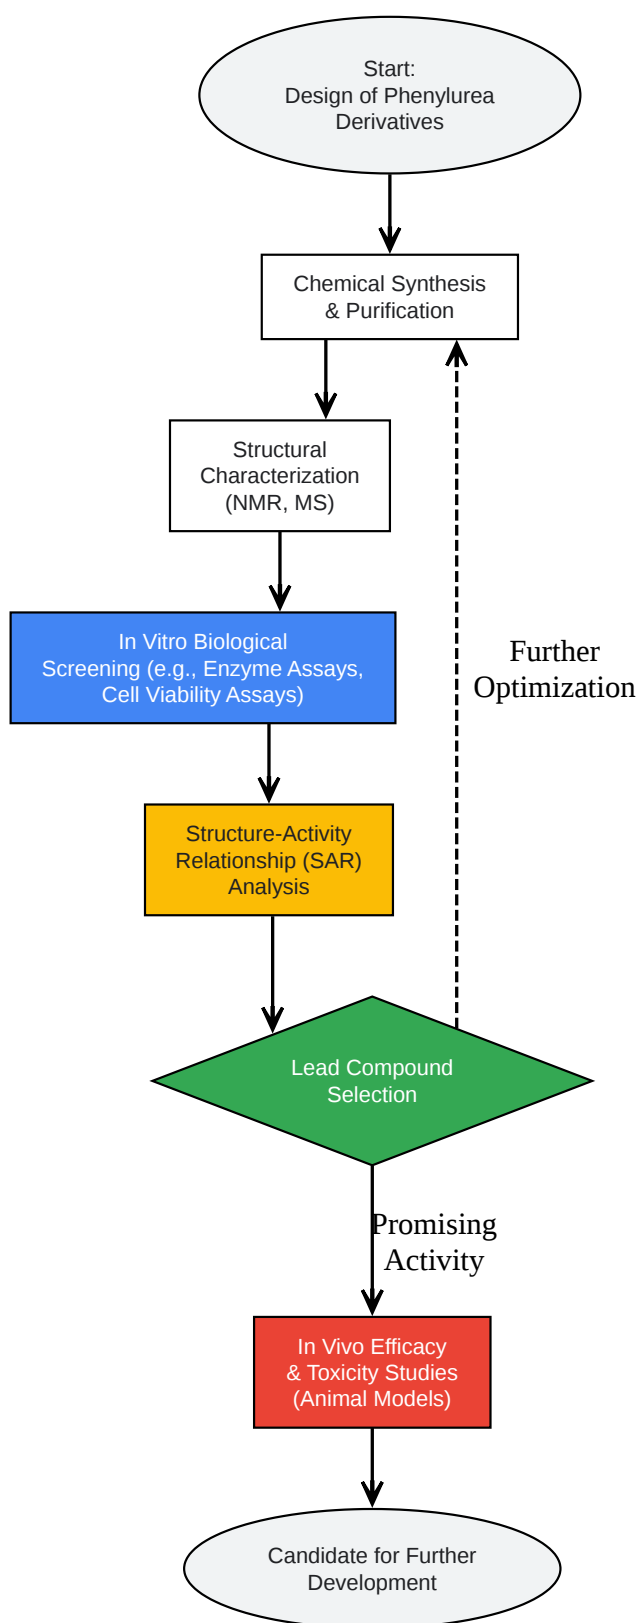 Start:
Design of Phenylurea
Derivatives
Chemical Synthesis
& Purification
Structural
Characterization
(NMR, MS)
In Vitro Biological
Screening (e.g., Enzyme Assays,
Cell Viability Assays)
Further
Optimization
Structure-Activity
Relationship (SAR)
Analysis
Lead Compound
Selection
Promising
Activity
In Vivo Efficacy
& Toxicity Studies
(Animal Models)
Candidate for Further
Development